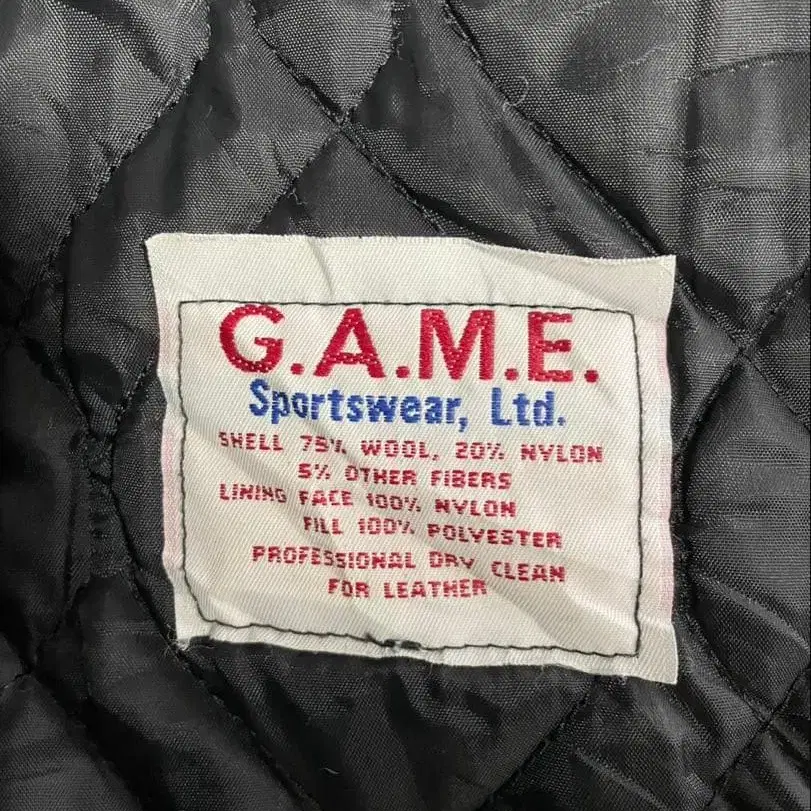 G.A.M.E.
Sportswear, Ltd.
SHELL 75% WOOL, 20% NYLON
5% OTHER FIBERS
LINING FACE 100% NYLON
FILL 100% POLYESTER
PROFESSIONAL DRY CLEAN
FOR LEATHER